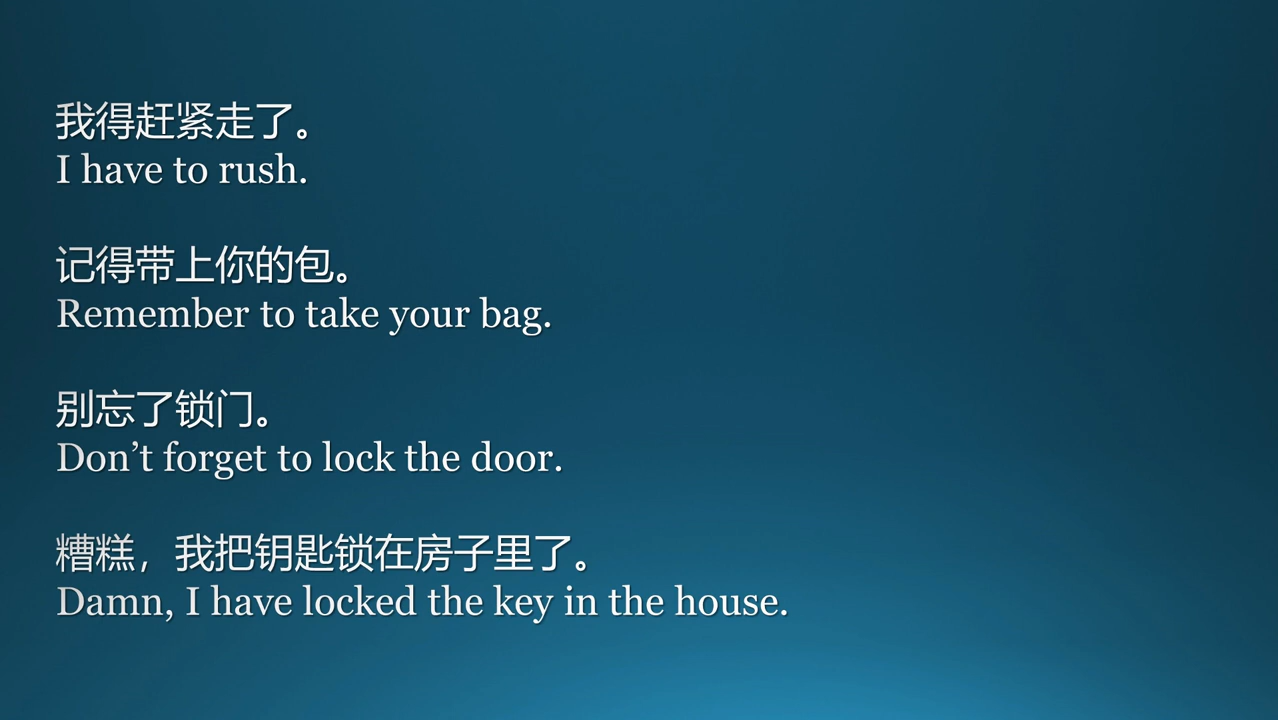 我得赶紧走了。
I have to rush.
记得带上你的包。
Remember to take your bag.
别忘了锁门。
Don’t forget to lock the door.
糟糕，我把钥匙锁在房子里了。
Damn, I have locked the key in the house.